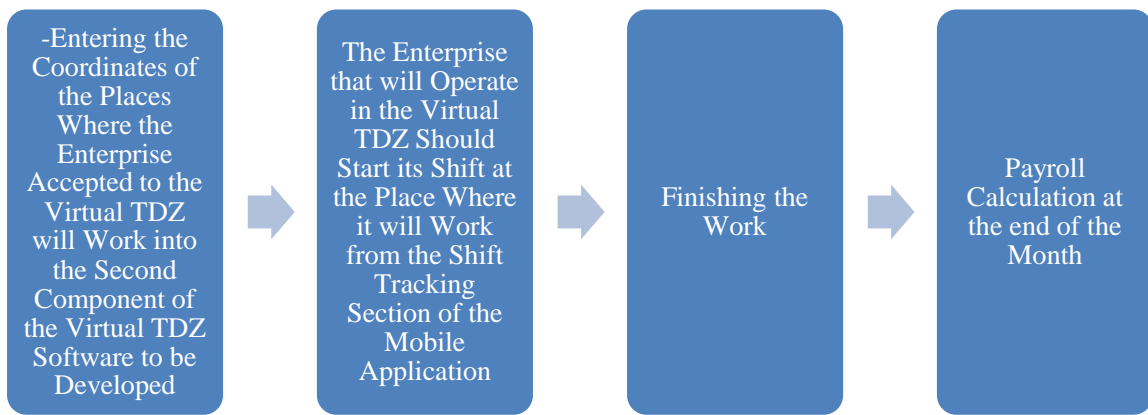 -Entering the
Coordinates of
the Places
Where the
Enterprise
Accepted to the
Virtual TDZ
will Work into
the Second
Component of
the Virtual TDZ
Software to be
Developed
The Enterprise
that will Operate
in the Virtual
TDZ Should
Start its Shift at
the Place Where
it will Work
from the Shift
Tracking
Section of the
Mobile
Application
Finishing the
Work
Payroll
Calculation at
the end of the
Month